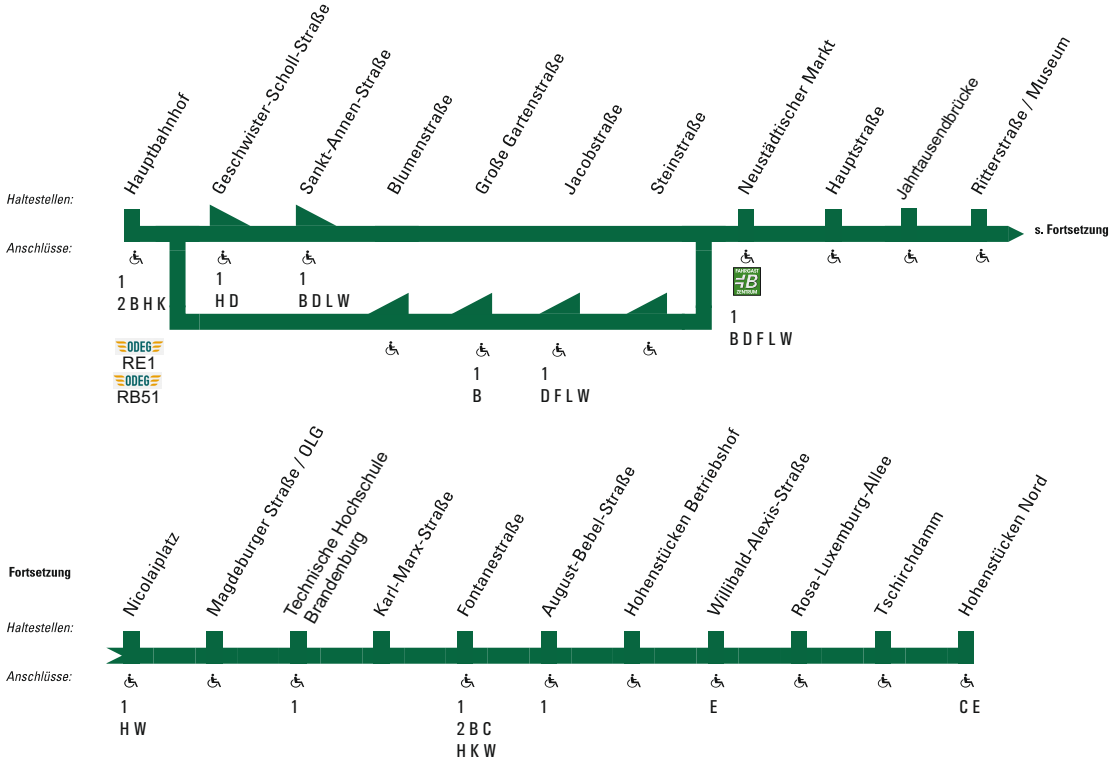 Hauptbahnhof
Geschwister-Scholl-Straße
Sankt-Annen-Straße
Blumenstraße
Große Gartenstraße
Jacobstraße
Steinstraße
Neustädtischer Markt
Hauptstraße
Jahrtausendbrücke
Ritterstraße / Museum
Haltestellen:
s. Fortsetzung
Anschlüsse:
1
2 B H K
1
H D
1
B D L W
FAHRGAST
B
ZENTRUM
1
B D F L W
ODEG
RE1
ODEG
RB51
1
B
1
D F L W
Nicolaiplatz
Magdeburger Straße / OLG
Technische Hochschule
Brandenburg
Karl-Marx-Straße
Fontanestraße
August-Bebel-Straße
Hohenstücken Betriebshof
Willibald-Alexis-Straße
Rosa-Luxemburg-Allee
Tschirchdamm
Hohenstücken Nord
Fortsetzung
Haltestellen:
Anschlüsse:
1
H W
1
1
2 B C
H K W
1
E
C E